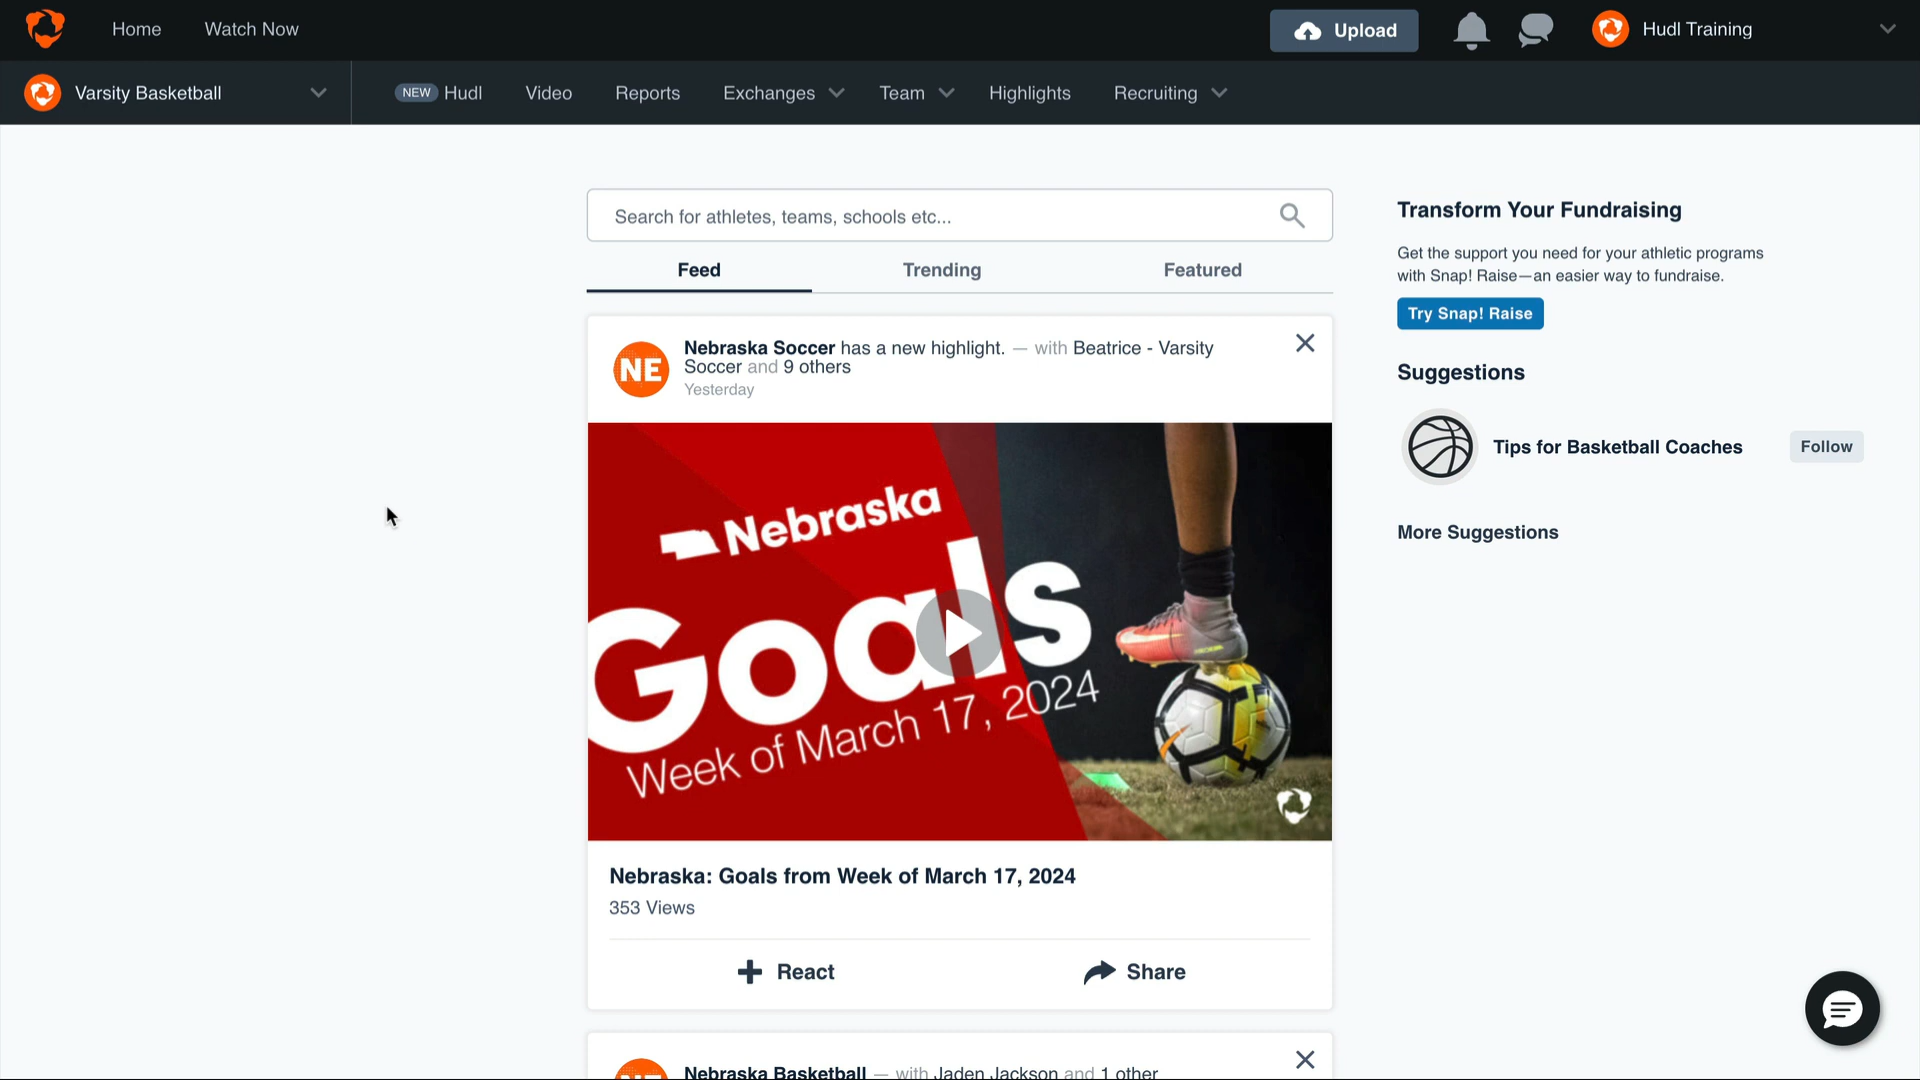 Home
Watch Now
Upload
Hudl Training
Varsity Basketball
NEW Hudl
Video
Reports
Exchanges
Team
Highlights
Recruiting
Search for athletes, teams, schools etc...
Feed
Trending
Featured
NE
Nebraska Soccer has a new highlight. — with Beatrice - Varsity
Soccer and 9 others
Yesterday
Nebraska
Goals
Week of March 17, 2024
Nebraska: Goals from Week of March 17, 2024
353 Views
React
Share
Nebraska Basketball — with Jaden Jackson and 1 other
Transform Your Fundraising
Get the support you need for your athletic programs
with Snap! Raise—an easier way to fundraise.
Try Snap! Raise
Suggestions
Tips for Basketball Coaches
Follow
More Suggestions